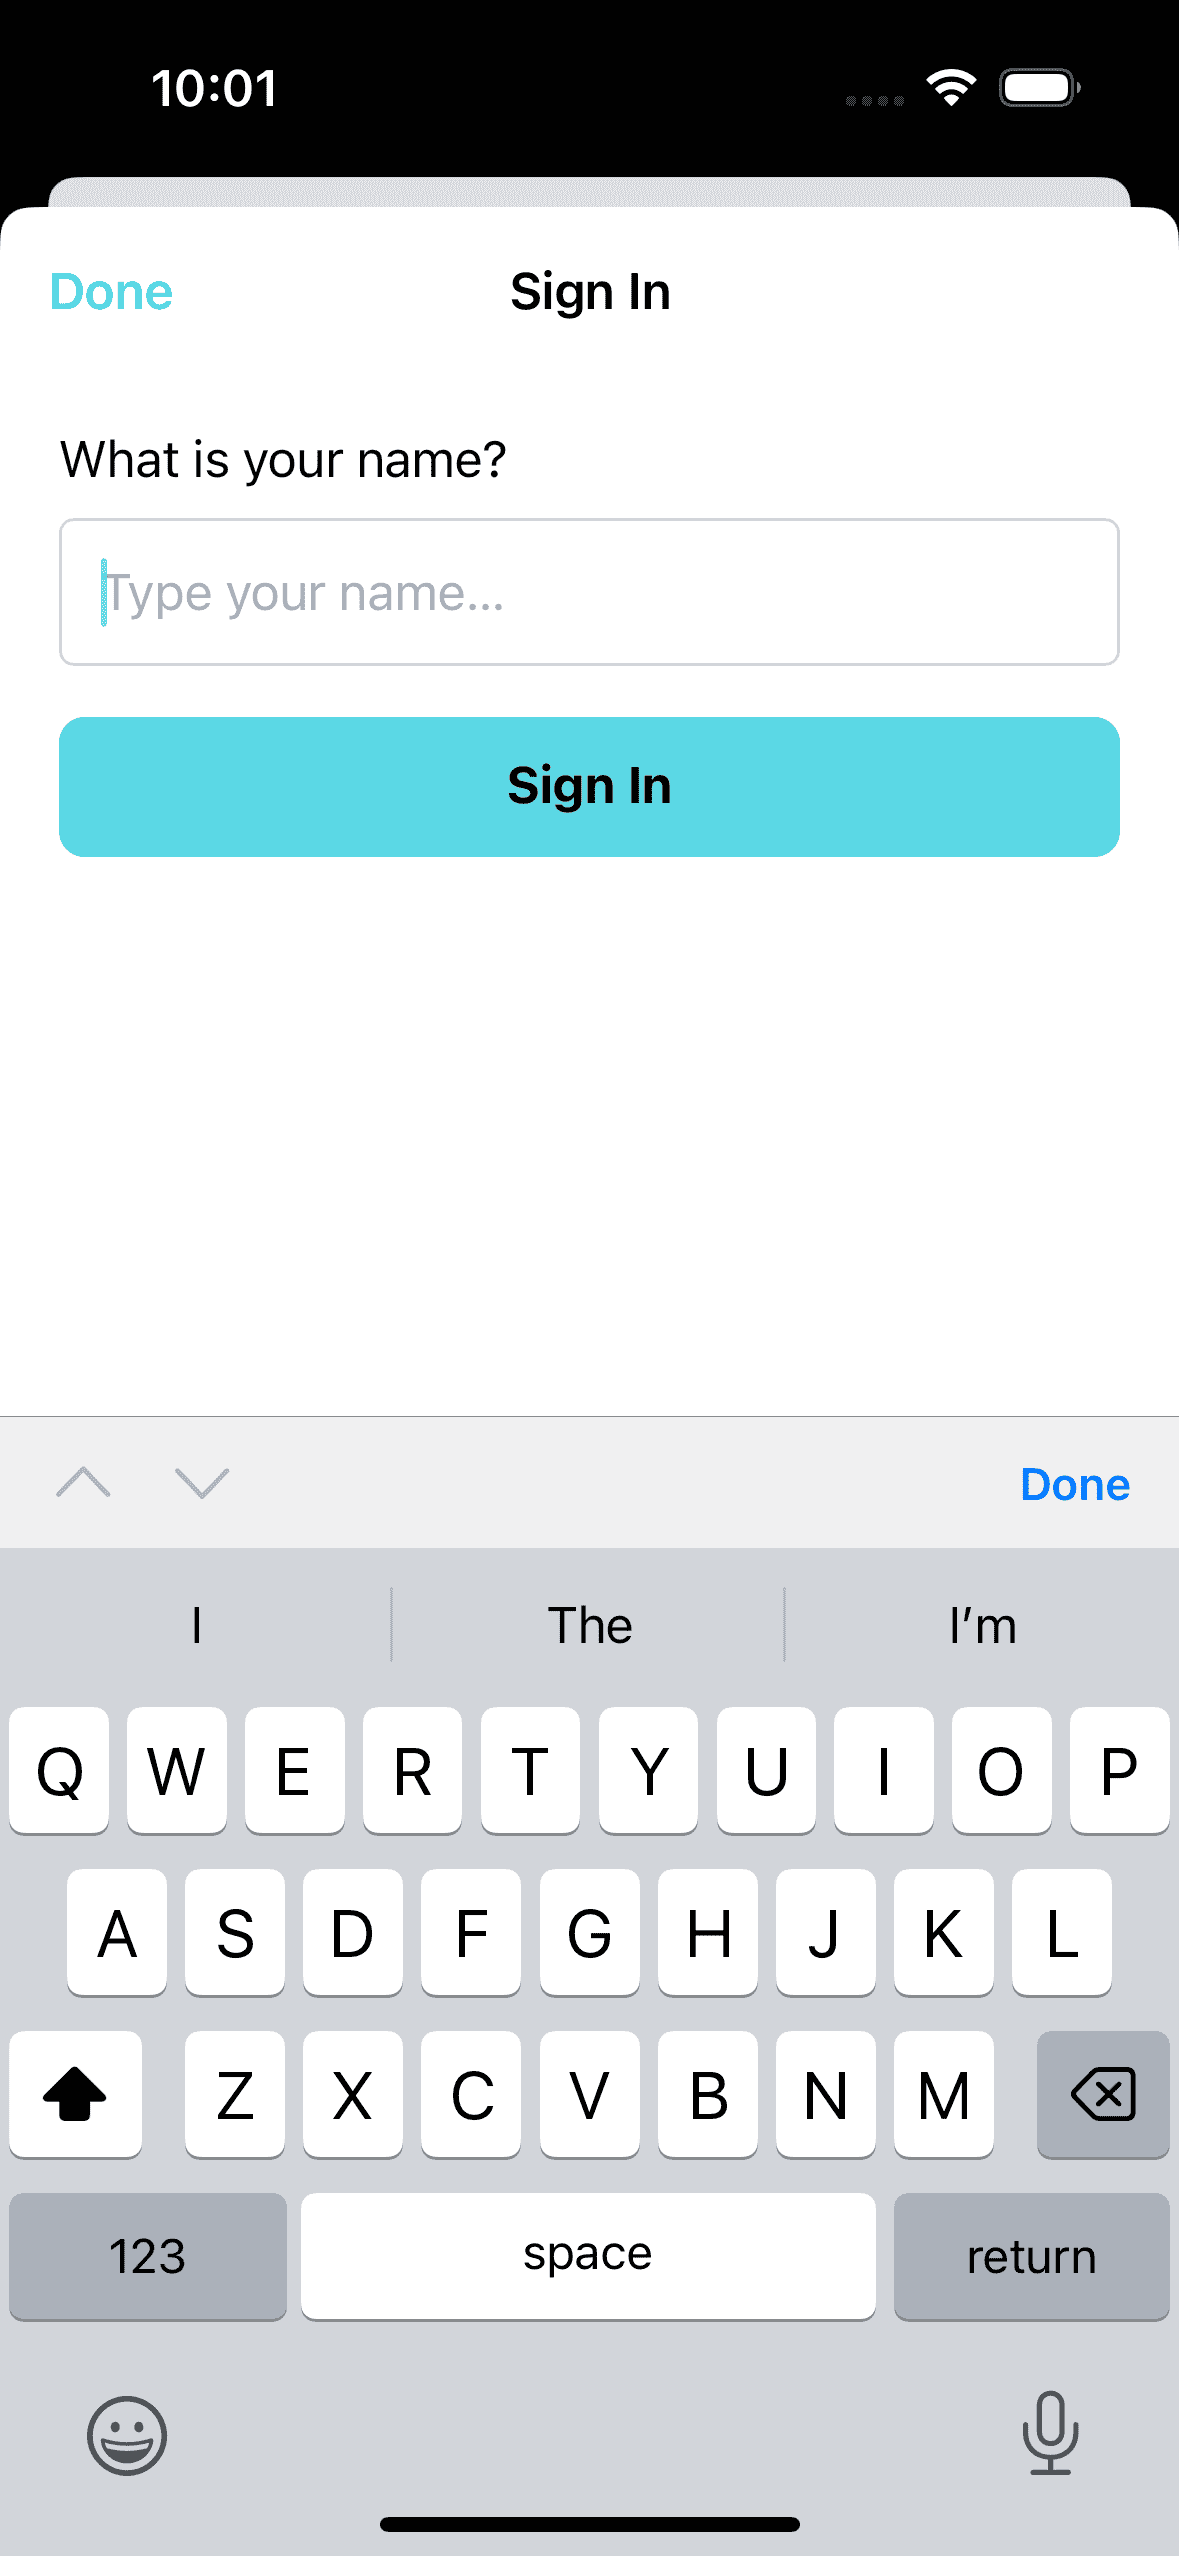 10:01
Done Sign In
What is your name?
Type your name...
Sign In
Done
I The I'm
Q W E R T Y U I O P
A S D F G H J K L
Z X C V B N M
123 space return